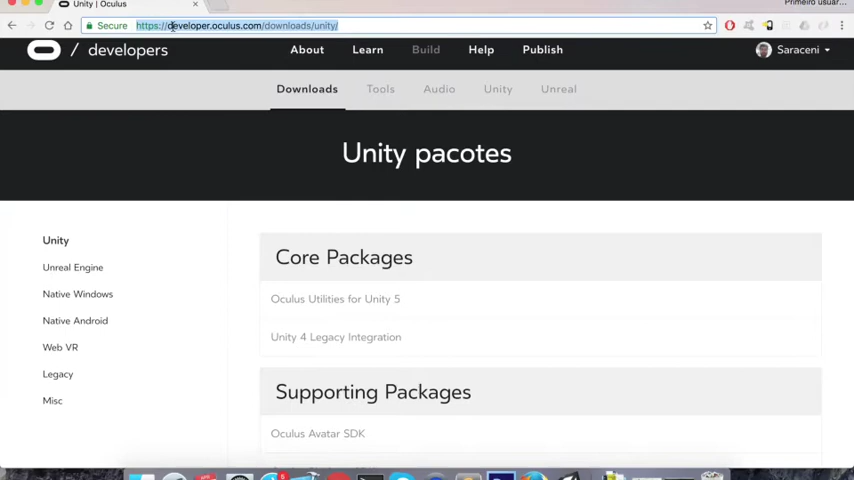 Unity | Oculus
Primeiro usuár...
Secure https://developer.oculus.com/downloads/unity/
/ developers About Learn Build Help Publish Saraceni
Downloads Tools Audio Unity Unreal
Unity pacotes
Unity
Unreal Engine
Native Windows
Native Android
Web VR
Legacy
Misc
Core Packages
Oculus Utilities for Unity 5
Unity 4 Legacy Integration
Supporting Packages
Oculus Avatar SDK